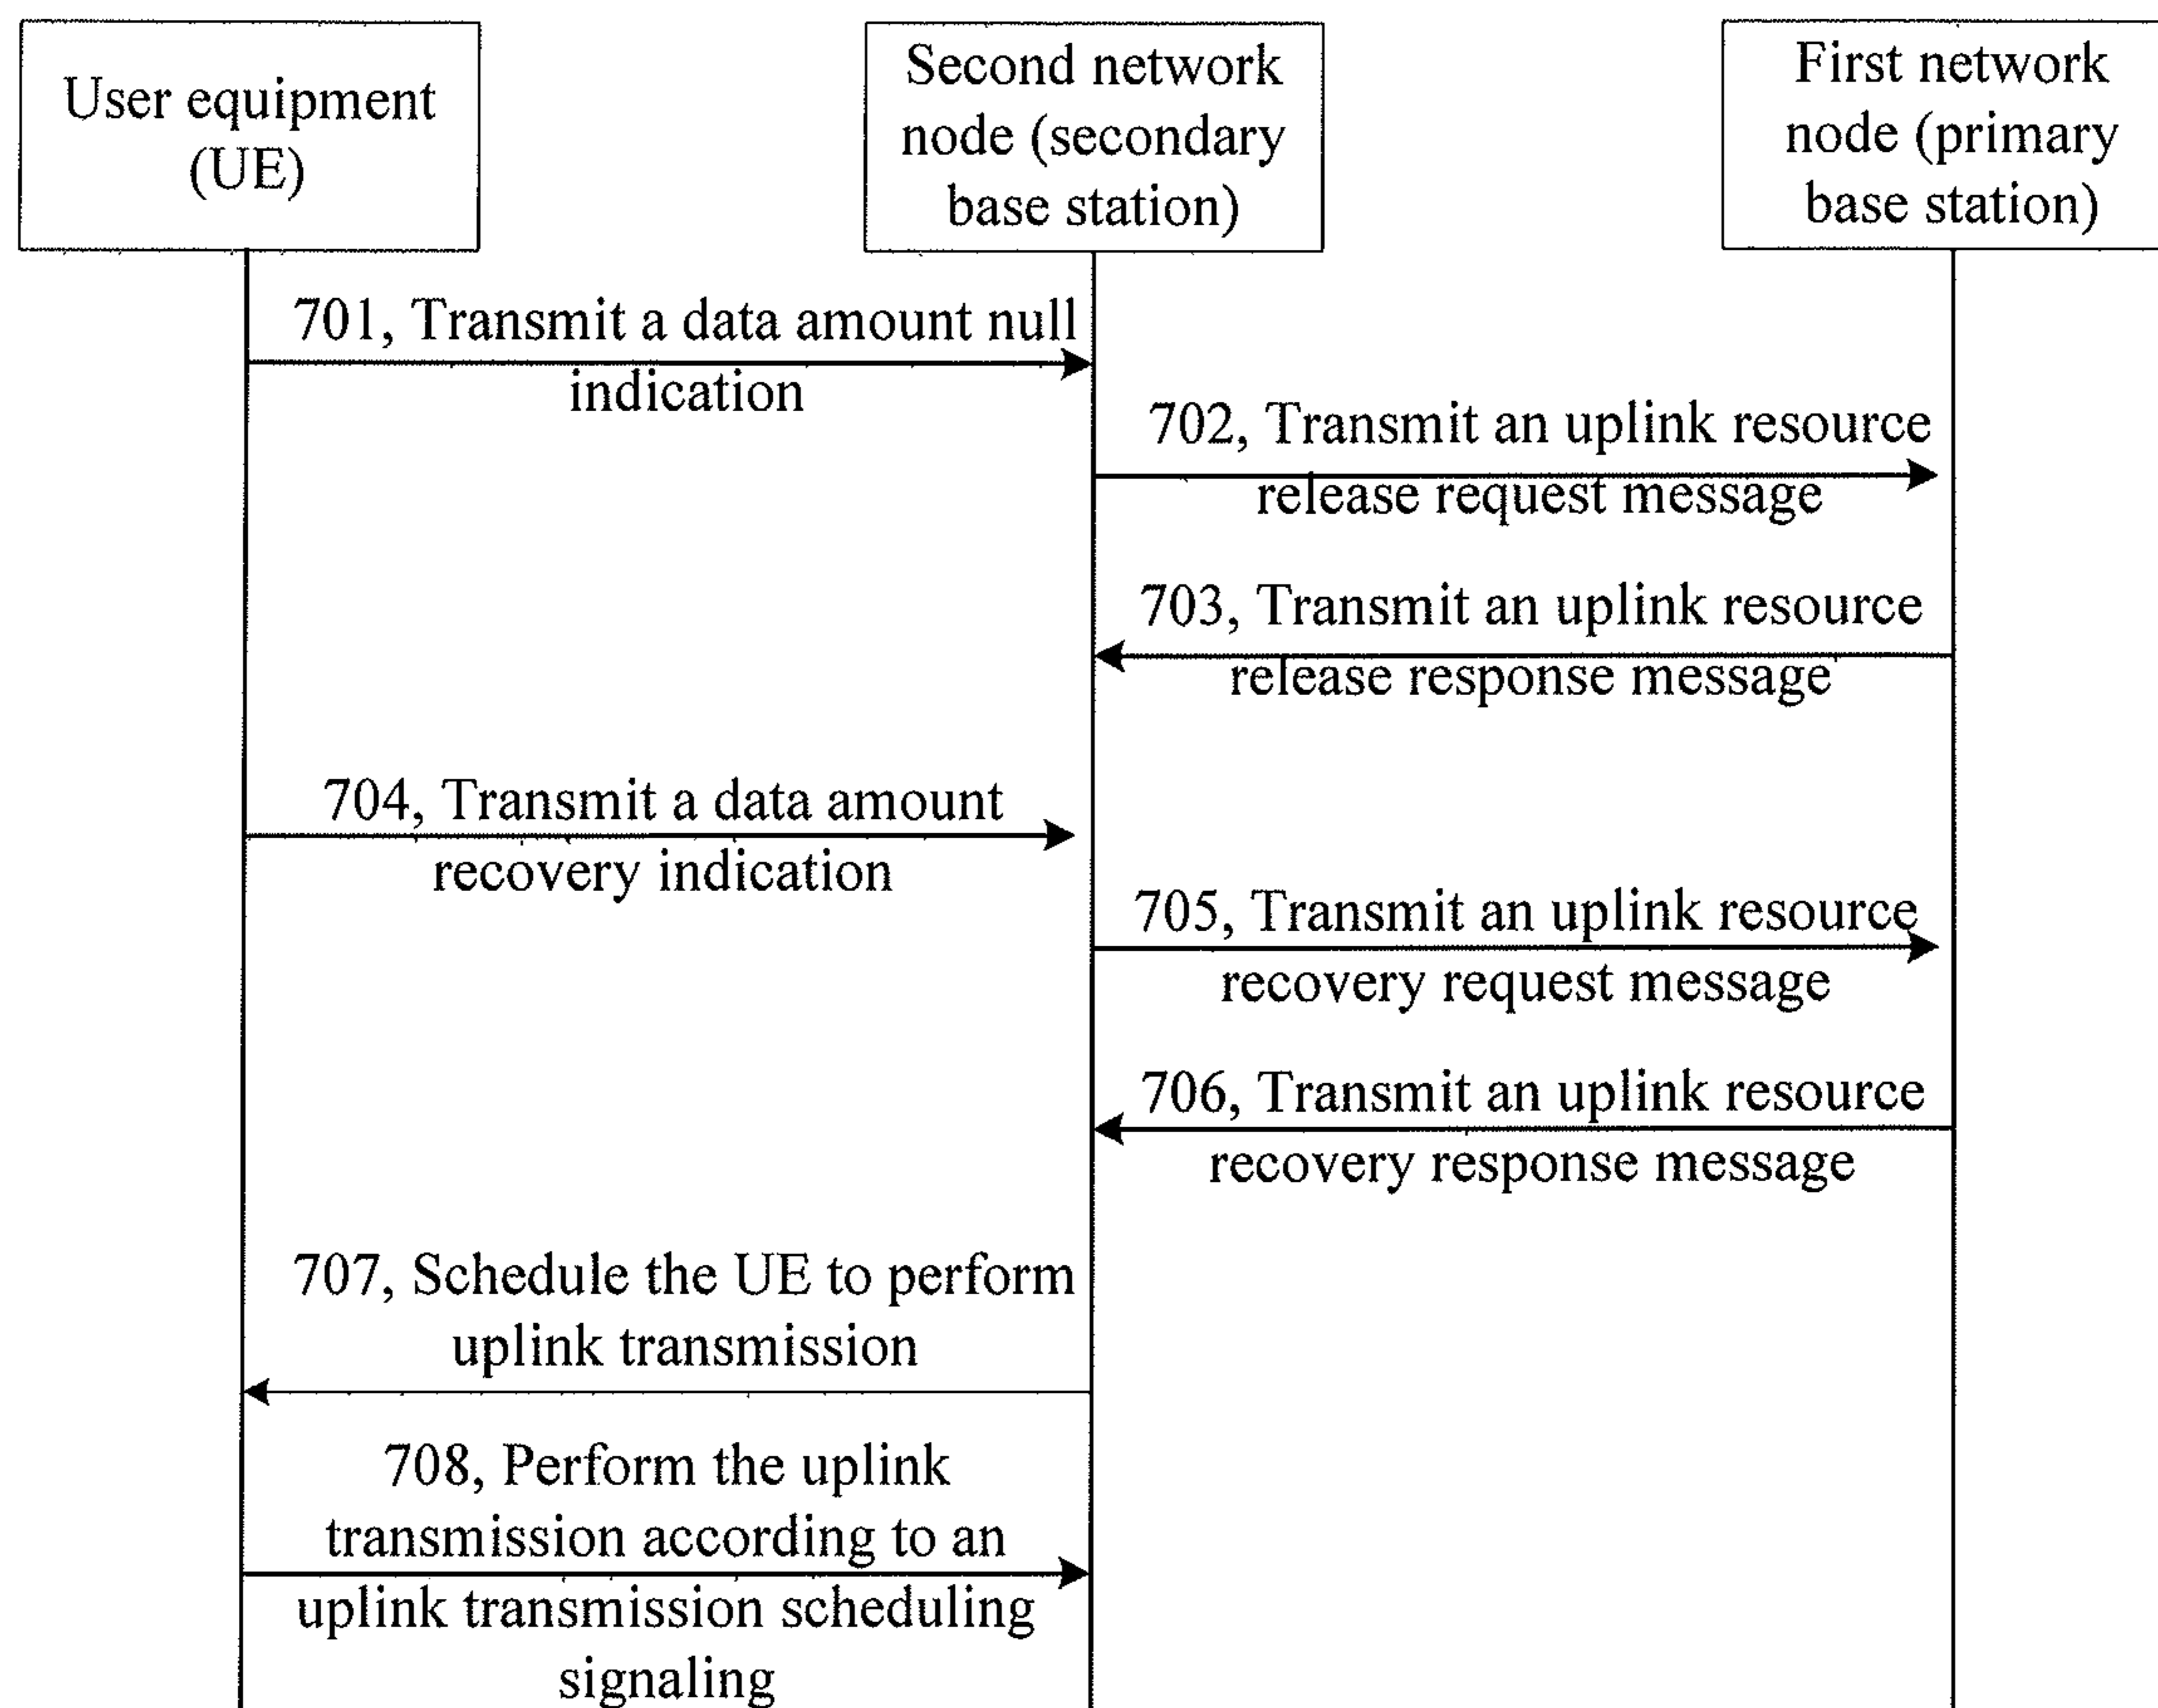 User equipment
(UE)
Second network
node (secondary
base station)
First network
node (primary
base station)
701, Transmit a data amount null
indication
702, Transmit an uplink resource
release request message
703, Transmit an uplink resource
release response message
704, Transmit a data amount
recovery indication
705, Transmit an uplink resource
recovery request message
706, Transmit an uplink resource
recovery response message
707, Schedule the UE to perform
uplink transmission
708, Perform the uplink
transmission according to an
uplink transmission scheduling
signaling